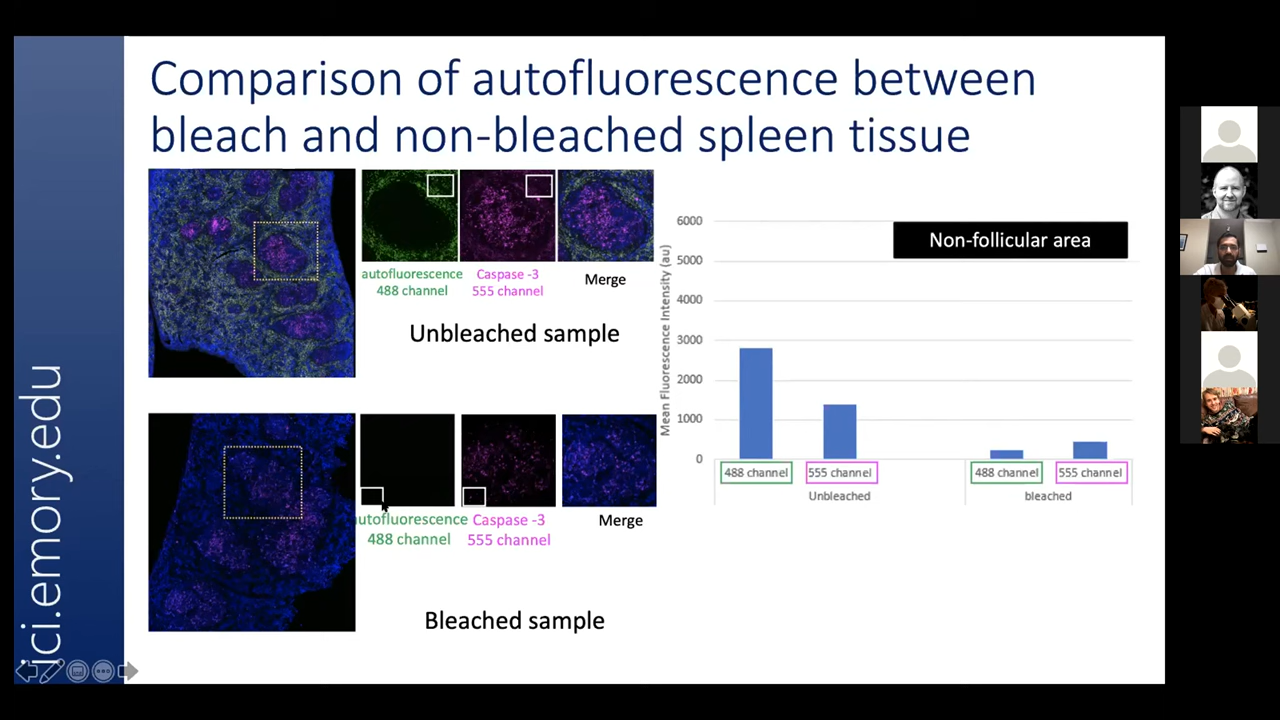 Comparison of autofluorescence between
bleach and non-bleached spleen tissue
ici.emory.edu
autofluorescence
488 channel
Caspase -3
555 channel
Merge
Unbleached sample
utofluorescence
488 channel
Caspase -3
555 channel
Merge
Bleached sample
Non-follicular area
Mean Fluorescence Intensity (au)
6000
5000
4000
3000
2000
1000
0
488 channel
555 channel
488 channel
555 channel
Unbleached
bleached